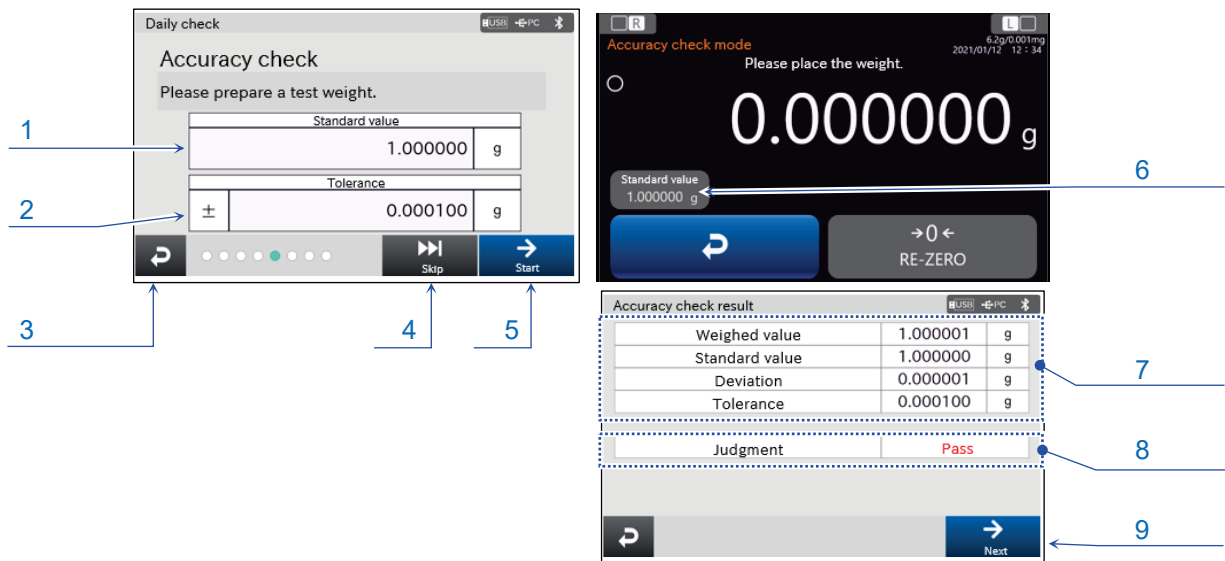 Daily check
USB PC
Accuracy check
Please prepare a test weight.
Standard value
1.000000 g
Tolerance
± 0.000100 g
Skip
Start
1
2
3
4
5
R
L
Accuracy check mode
6.2g/0.001mg
2021/01/12 12:34
Please place the weight.
0.000000 g
Standard value
1.000000 g
→0←
RE-ZERO
6
Accuracy check result
USB PC
Weighed value 1.000001 g
Standard value 1.000000 g
Deviation 0.000001 g
Tolerance 0.000100 g
Judgment Pass
Next
7
8
9